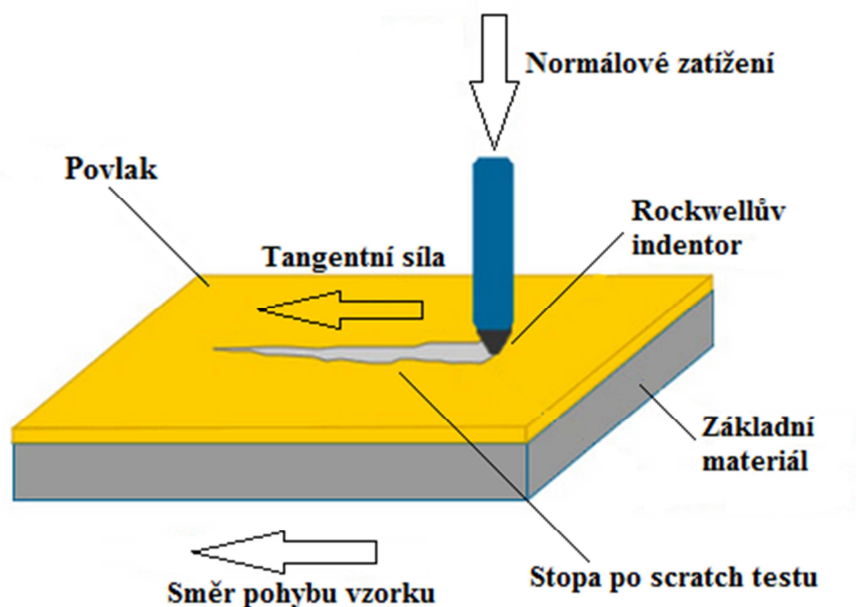 Normálové zatížení
Povlak
Rockwellův
indentor
Tangentní síla
Základní
materiál
Stopa po scratch testu
Směr pohybu vzorku